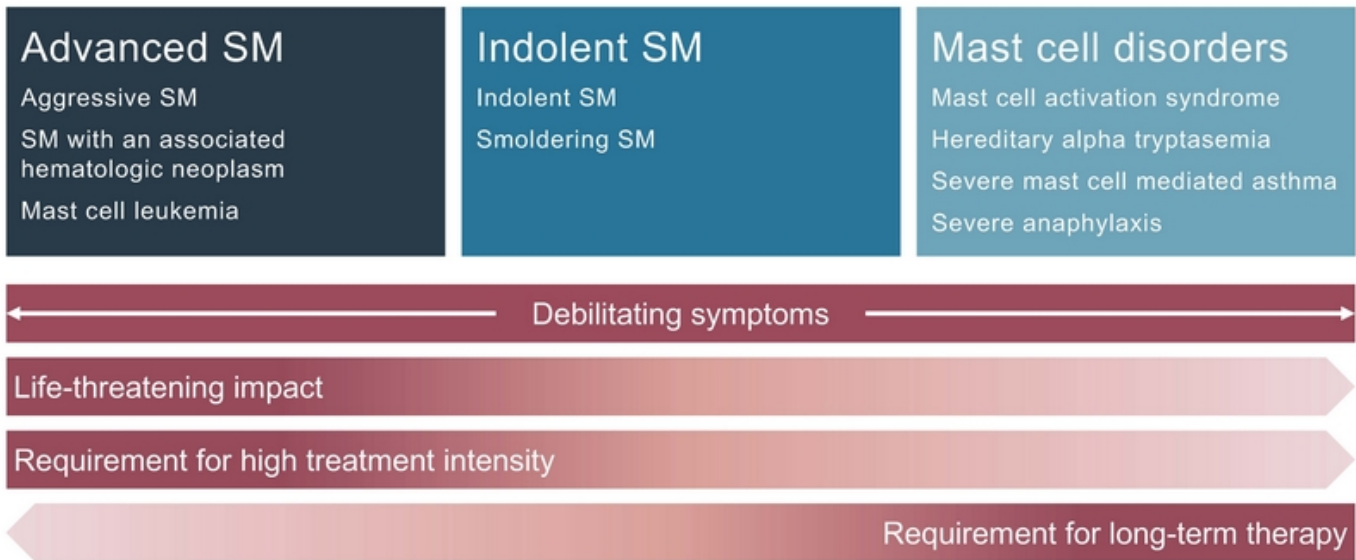 Advanced SM
Aggressive SM
SM with an associated
hematologic neoplasm
Mast cell leukemia
Indolent SM
Indolent SM
Smoldering SM
Mast cell disorders
Mast cell activation syndrome
Hereditary alpha tryptasemia
Severe mast cell mediated asthma
Severe anaphylaxis
Debilitating symptoms
Life-threatening impact
Requirement for high treatment intensity
Requirement for long-term therapy